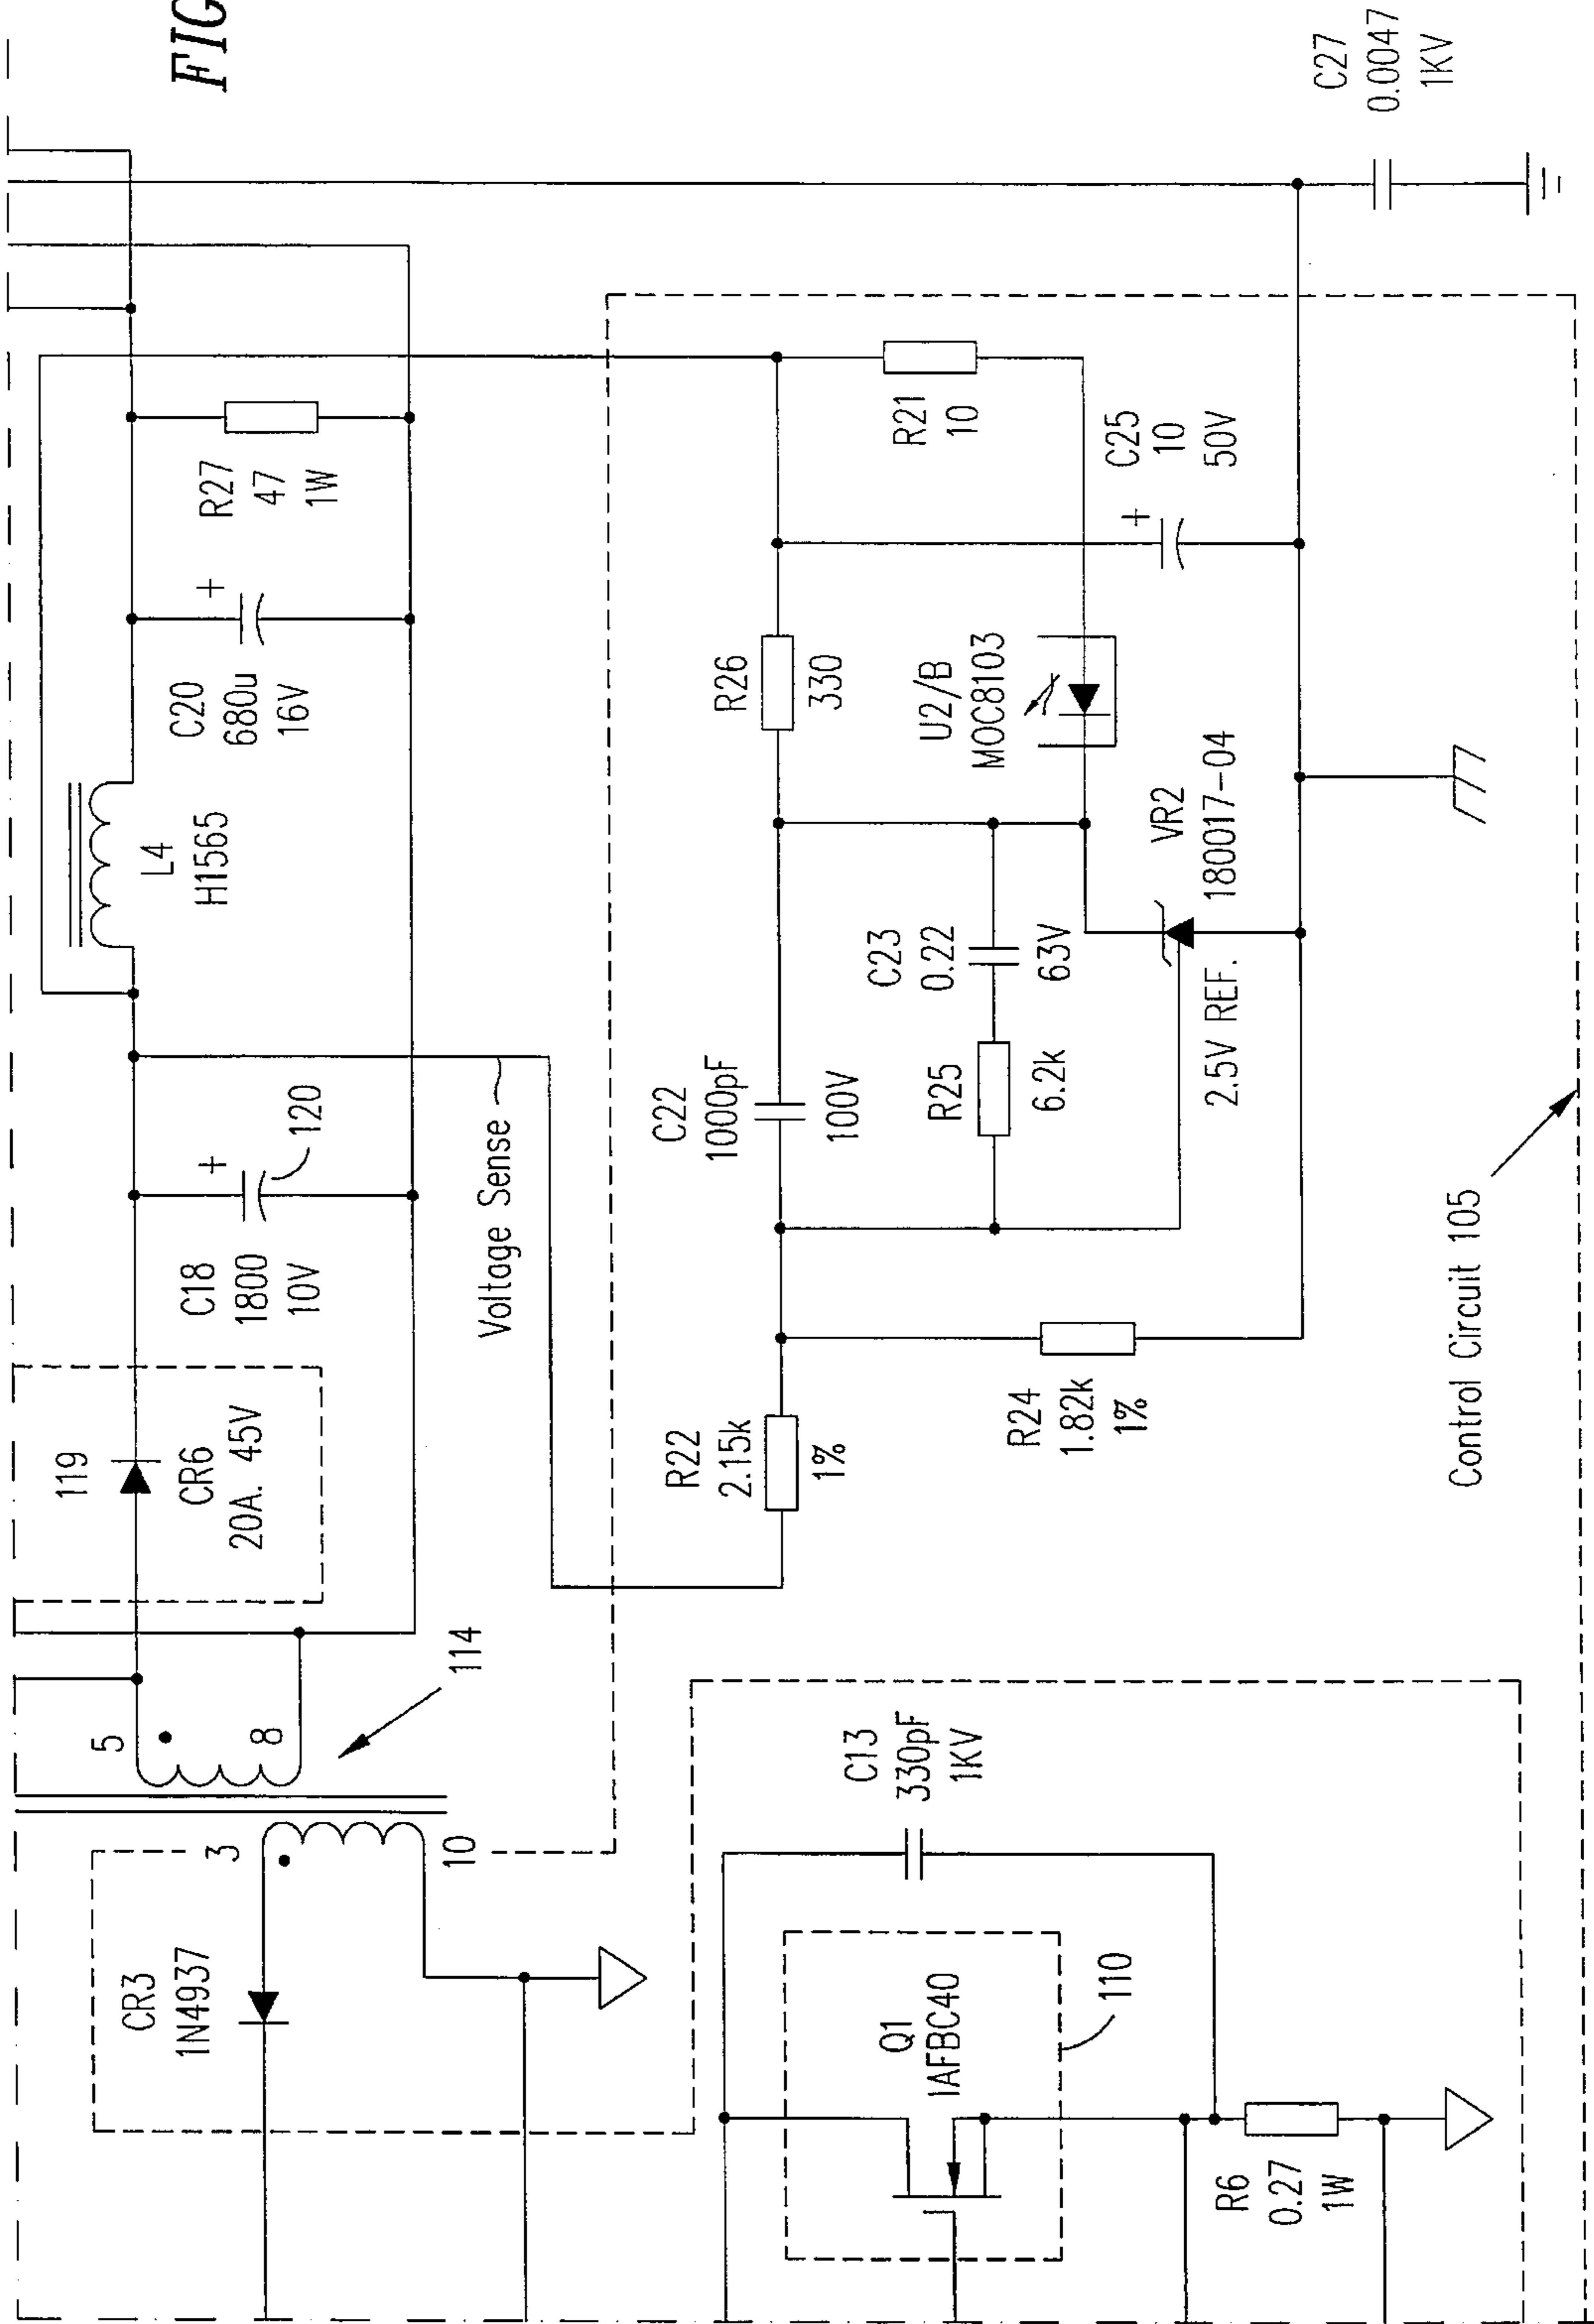 FIG
C27
0.0047
1KV
R27
47
1W
C20
680u
16V
+
L4
H1565
C18
1800
10V
+
120
119
CR6
20A. 45V
Voltage Sense
5
8
114
3
10
CR3
1N4937
R21
10
C25
10
50V
+
R26
330
U2/B
MOC8103
VR2
180017-04
2.5V REF.
C23
0.22
63V
C22
1000pF
100V
R25
6.2k
R22
2.15k
1%
R24
1.82k
1%
Control Circuit 105
C13
330pF
1KV
Q1
IAFBC40
110
R6
0.27
1W